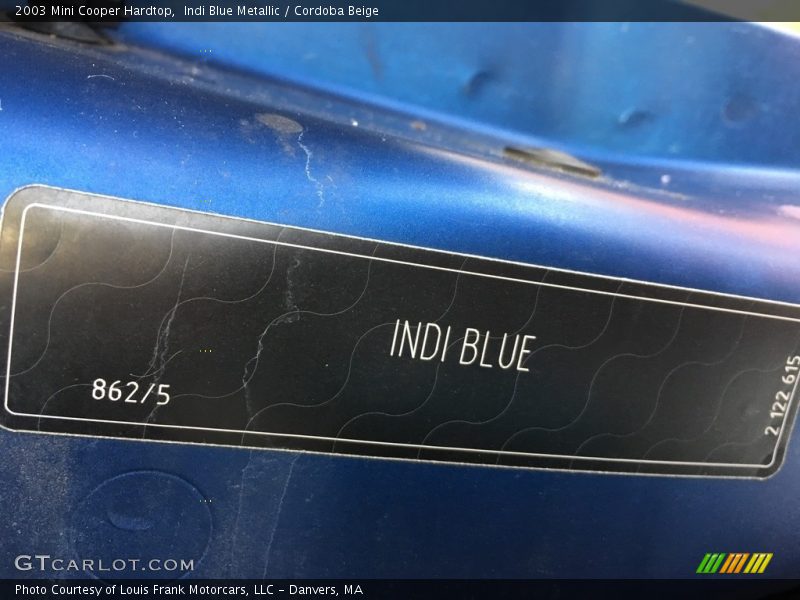 2003 Mini Cooper Hardtop,  Indi Blue Metallic / Cordoba Beige
INDI BLUE
862/5
2 122 615
GTCARLOT.COM
Photo Courtesy of Louis Frank Motorcars, LLC - Danvers, MA